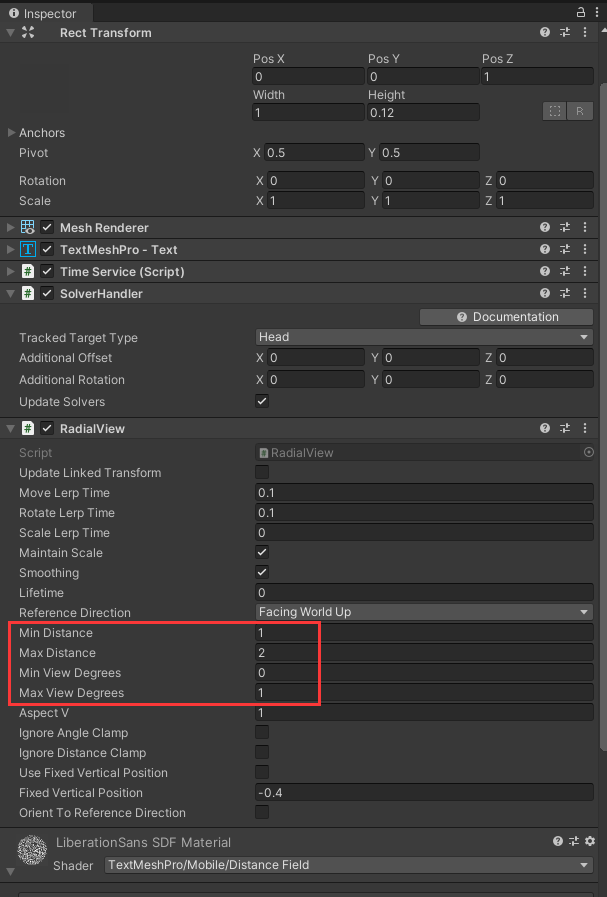 Inspector
Rect Transform
Pos X Pos Y Pos Z
0 0 1
Width Height
1 0.12
R
Anchors
Pivot X 0.5 Y 0.5
Rotation X 0 Y 0 Z 0
Scale X 1 Y 1 Z 1
Mesh Renderer
T TextMeshPro - Text
# Time Service (Script)
# SolverHandler
Documentation
Tracked Target Type Head
Additional Offset X 0 Y 0 Z 0
Additional Rotation X 0 Y 0 Z 0
Update Solvers
# RadialView
Script # RadialView
Update Linked Transform
Move Lerp Time 0.1
Rotate Lerp Time 0.1
Scale Lerp Time 0
Maintain Scale
Smoothing
Lifetime 0
Reference Direction Facing World Up
Min Distance 1
Max Distance 2
Min View Degrees 0
Max View Degrees 1
Aspect V 1
Ignore Angle Clamp
Ignore Distance Clamp
Use Fixed Vertical Position
Fixed Vertical Position -0.4
Orient To Reference Direction
LiberationSans SDF Material
Shader TextMeshPro/Mobile/Distance Field